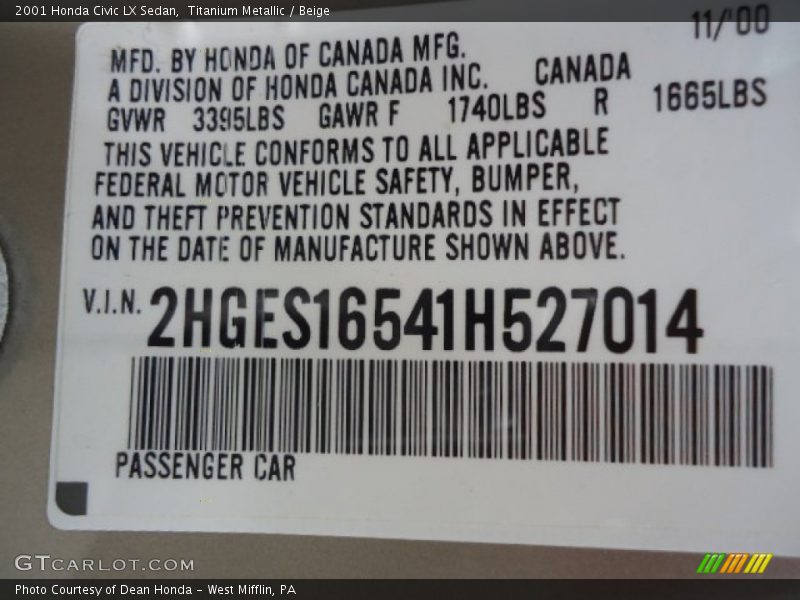 2001 Honda Civic LX Sedan, Titanium Metallic / Beige
11/'00
MFD. BY HONDA OF CANADA MFG.
A DIVISION OF HONDA CANADA INC. CANADA
GVWR 3395LBS GAWR F 1740LBS R 1665LBS
THIS VEHICLE CONFORMS TO ALL APPLICABLE
FEDERAL MOTOR VEHICLE SAFETY, BUMPER,
AND THEFT PREVENTION STANDARDS IN EFFECT
ON THE DATE OF MANUFACTURE SHOWN ABOVE.
V.I.N. 2HGES16541H527014
PASSENGER CAR
GTCARLOT.COM
Photo Courtesy of Dean Honda - West Mifflin, PA